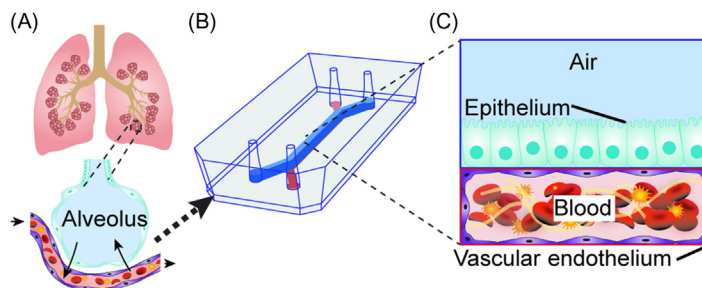 (A)
(B)
(C)
Air
Epithelium
Alveolus
Blood
Vascular endothelium